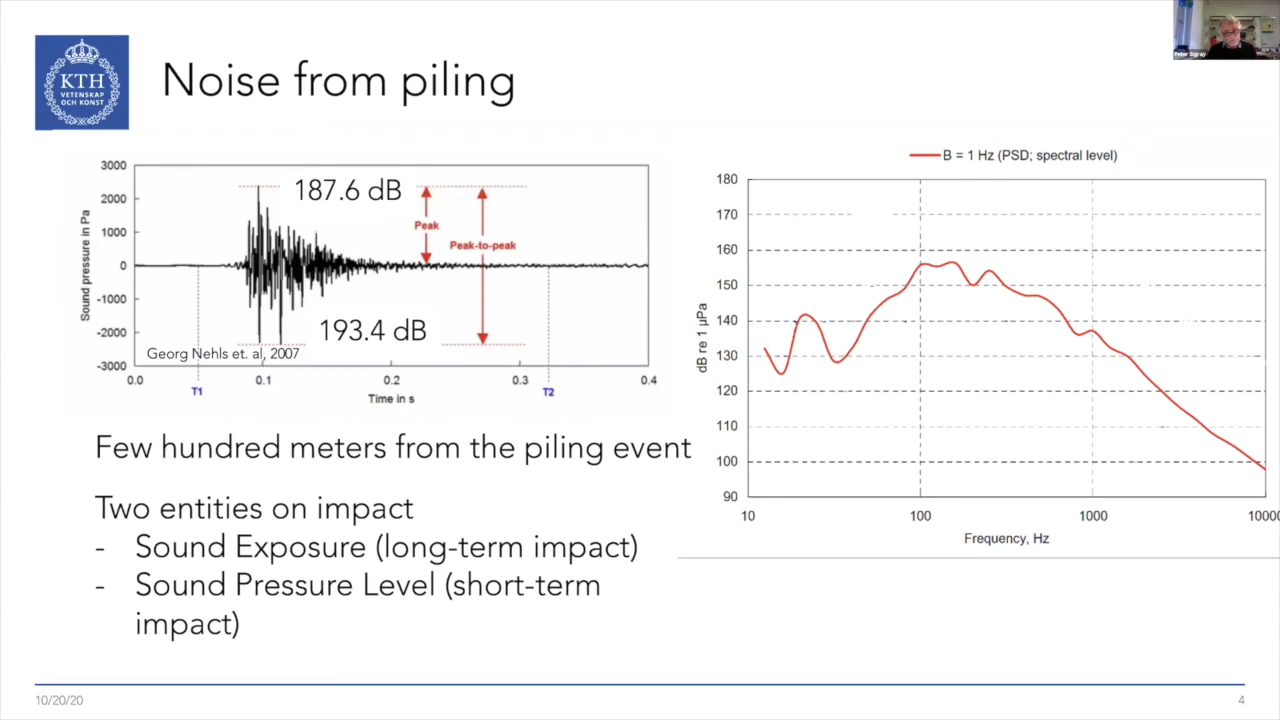 Peter Sigray
KTH
VETENSKAP
OCH KONST
Noise from piling
3000
2000
1000
0
-1000
-2000
-3000
Sound pressure in Pa
187.6 dB
Peak
Peak-to-peak
193.4 dB
Georg Nehls et. al, 2007
0.0
0.1
0.2
0.3
0.4
T1
T2
Time in s
B = 1 Hz (PSD; spectral level)
180
170
160
150
140
130
120
110
100
90
dB re 1 µPa
10
100
1000
10000
Frequency, Hz
Few hundred meters from the piling event
Two entities on impact
- Sound Exposure (long-term impact)
- Sound Pressure Level (short-term
impact)
10/20/20
4